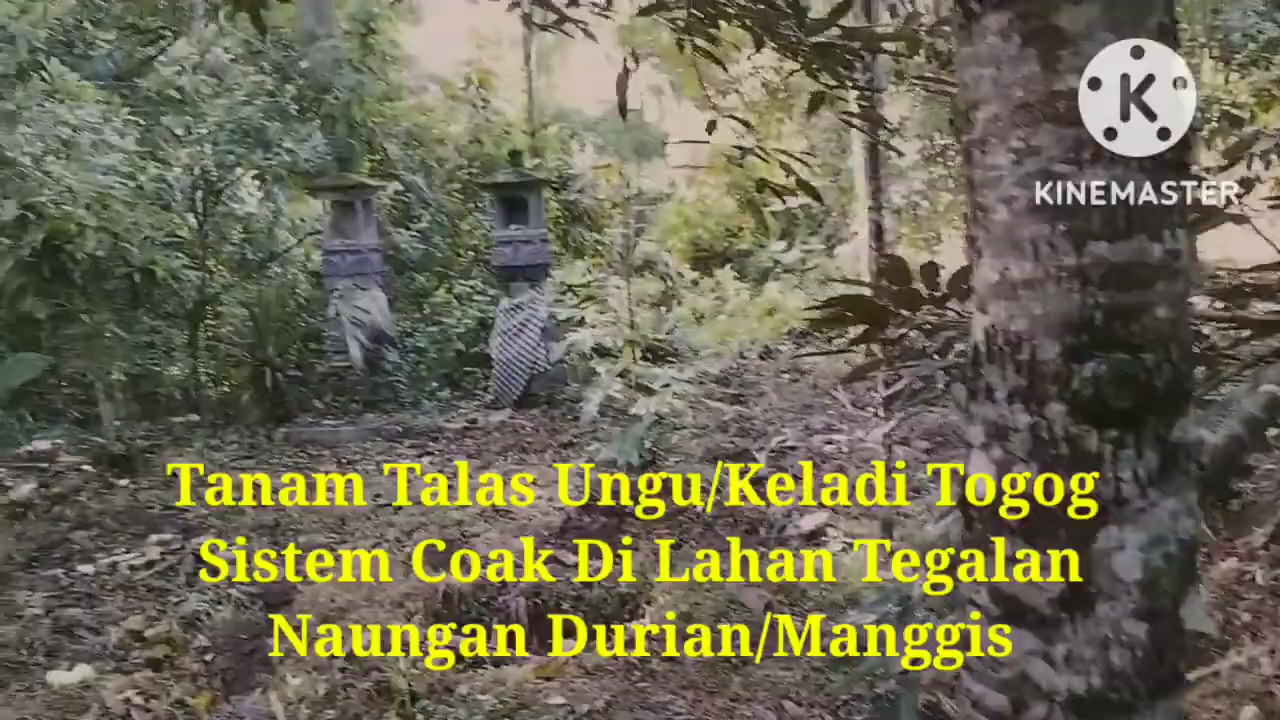 K
KINEMASTER
Tanam Talas Ungu/Keladi Togog
Sistem Coak Di Lahan Tegalan
Naungan Durian/Manggis